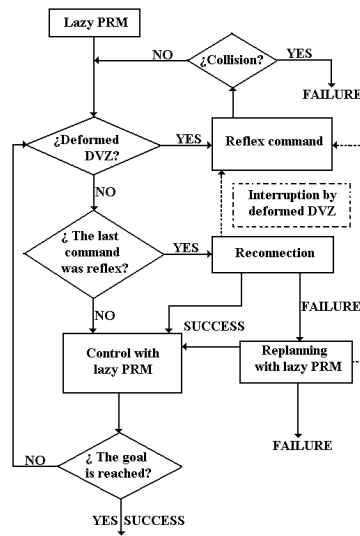 Lazy PRM
NO
¿Collision?
YES
FAILURE
¿Deformed
DVZ?
YES
Reflex command
NO
Interruption by
deformed DVZ
¿ The last
command
was reflex?
YES
Reconnection
NO
SUCCESS
FAILURE
Control with
lazy PRM
Replanning
with lazy PRM
FAILURE
NO
¿ The goal
is reached?
YES SUCCESS